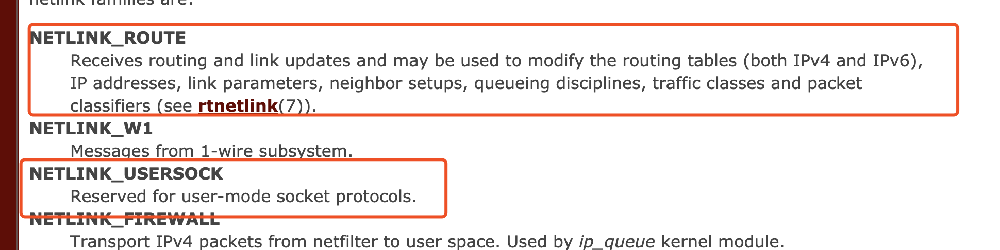 netlink families are:
NETLINK_ROUTE
Receives routing and link updates and may be used to modify the routing tables (both IPv4 and IPv6),
IP addresses, link parameters, neighbor setups, queueing disciplines, traffic classes and packet
classifiers (see rtnetlink(7)).
NETLINK_W1
Messages from 1-wire subsystem.
NETLINK_USERSOCK
Reserved for user-mode socket protocols.
NETLINK_FIREWALL
Transport IPv4 packets from netfilter to user space. Used by ip_queue kernel module.